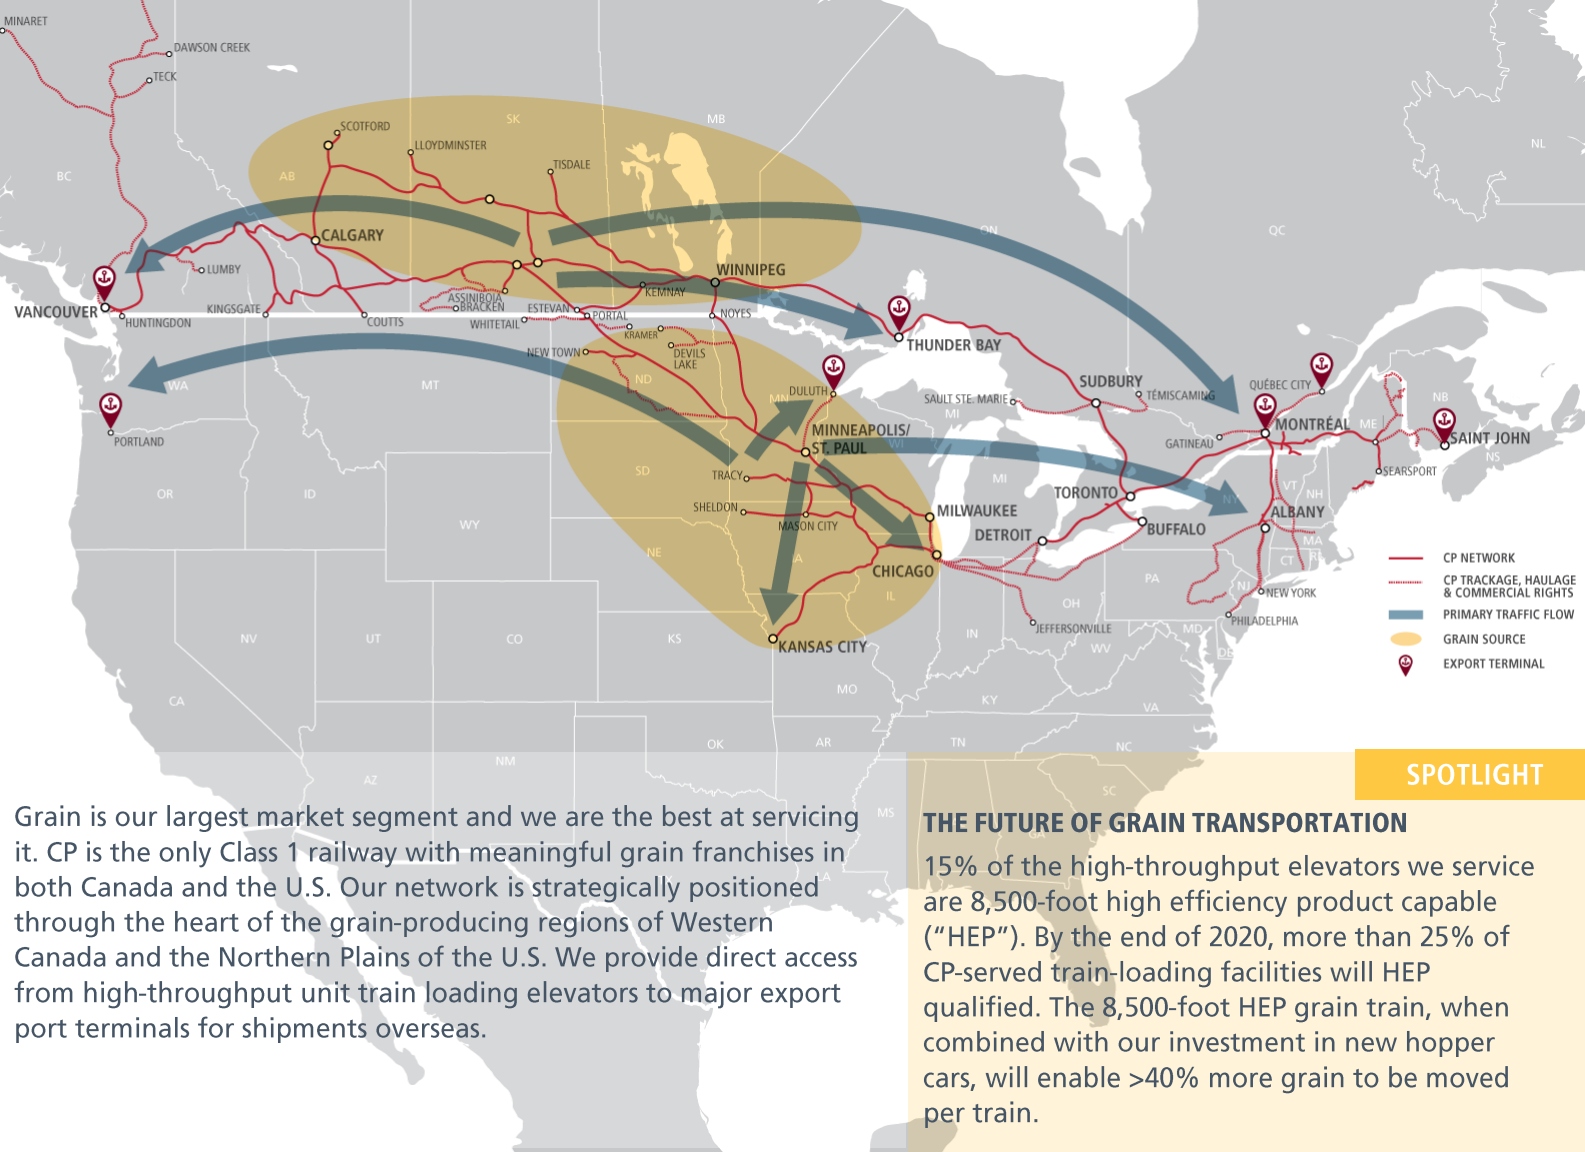 MINARET
DAWSON CREEK
TECK
SCOTFORD
LLOYDMINSTER
TISDALE
SK
MB
NL
BC
AB
ON
QC
CALGARY
LUMBY
WINNIPEG
KEMNAY
ASSINIBOIA
BRACKEN
VANCOUVER
HUNTINGDON
KINGSGATE
COUTTS
ESTEVAN
PORTAL
NOYES
WHITETAIL
KRAMER
DEVILS
LAKE
NEW TOWN
THUNDER BAY
DULUTH
SAULT STE. MARIE
SUDBURY
TÉMISCAMING
QUÉBEC CITY
NB
WA
MT
ND
MN
MI
WI
PORTLAND
MINNEAPOLIS/
ST. PAUL
GATINEAU
MONTRÉAL
ME
SAINT JOHN
NS
SEARSPORT
OR
ID
SD
TRACY
MI
TORONTO
NY
VT
NH
SHELDON
MASON CITY
MILWAUKEE
DETROIT
BUFFALO
ALBANY
MA
WY
NE
IA
CHICAGO
CT
RI
CP NETWORK
CP TRACKAGE, HAULAGE
& COMMERCIAL RIGHTS
PRIMARY TRAFFIC FLOW
GRAIN SOURCE
EXPORT TERMINAL
PA
NJ
NEW YORK
IL
OH
PHILADELPHIA
JEFFERSONVILLE
MD
DE
NV
UT
CO
KS
KANSAS CITY
IN
WV
CA
MO
KY
VA
OK
AR
TN
NC
AZ
NM
MS
SC
GA
LA
Grain is our largest market segment and we are the best at servicing
it. CP is the only Class 1 railway with meaningful grain franchises in
both Canada and the U.S. Our network is strategically positioned
through the heart of the grain-producing regions of Western
Canada and the Northern Plains of the U.S. We provide direct access
from high-throughput unit train loading elevators to major export
port terminals for shipments overseas.
SPOTLIGHT
THE FUTURE OF GRAIN TRANSPORTATION
15% of the high-throughput elevators we service
are 8,500-foot high efficiency product capable
(“HEP”). By the end of 2020, more than 25% of
CP-served train-loading facilities will HEP
qualified. The 8,500-foot HEP grain train, when
combined with our investment in new hopper
cars, will enable >40% more grain to be moved
per train.